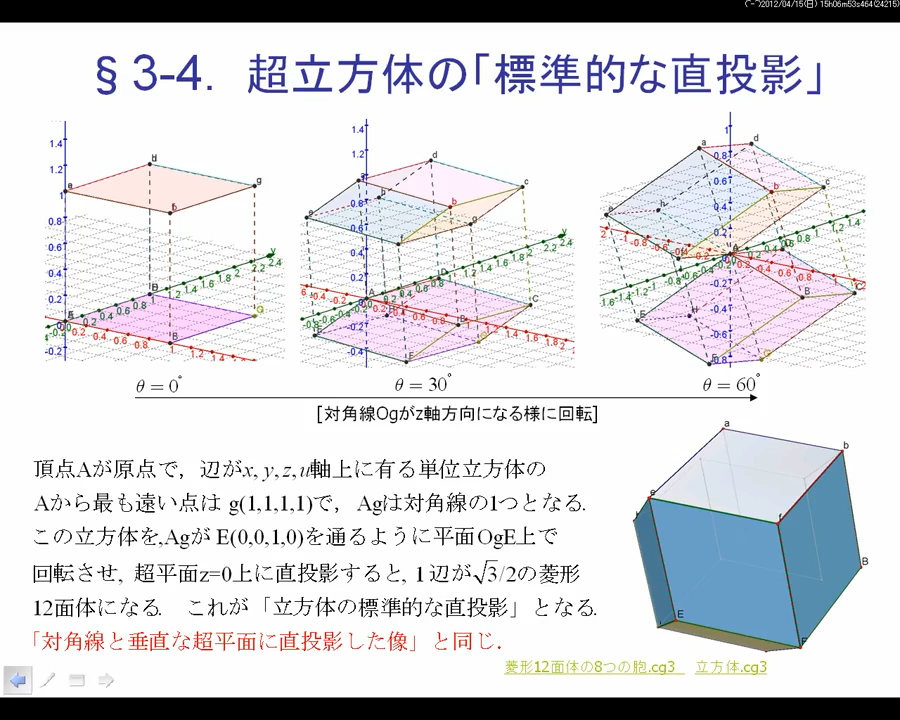 (^-^)2012/04/15(日) 15h06m53s464(24215)
§3-4. 超立方体の「標準的な直投影」
θ = 0°
θ = 30°
θ = 60°
[対角線Ogがz軸方向になる様に回転]
頂点Aが原点で，辺がx, y, z, u軸上に有る単位立方体の
Aから最も遠い点は g(1,1,1,1)で，Agは対角線の1つとなる.
この立方体を,Agが E(0,0,1,0)を通るように平面OgE上で
回転させ, 超平面z=0上に直投影すると, 1辺が√3/2の菱形
12面体になる. これが「立方体の標準的な直投影」となる.
「対角線と垂直な超平面に直投影した像」と同じ.
菱形12面体の8つの胞.cg3 立方体.cg3